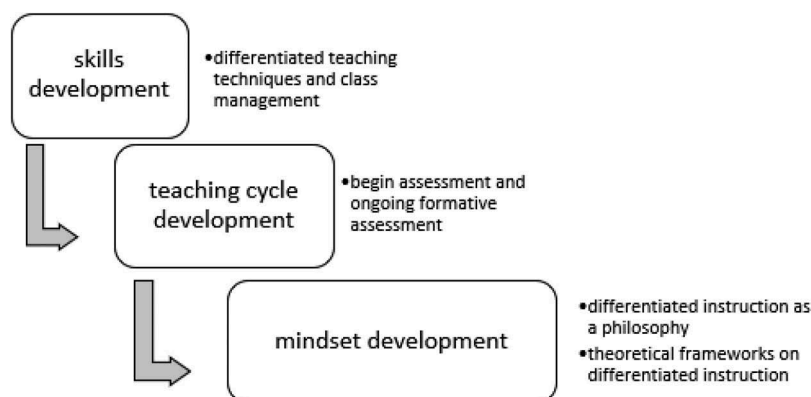 skills
development
•differentiated teaching
techniques and class
management
teaching cycle
development
•begin assessment and
ongoing formative
assessment
mindset development
•differentiated instruction as
a philosophy
•theoretical frameworks on
differentiated instruction